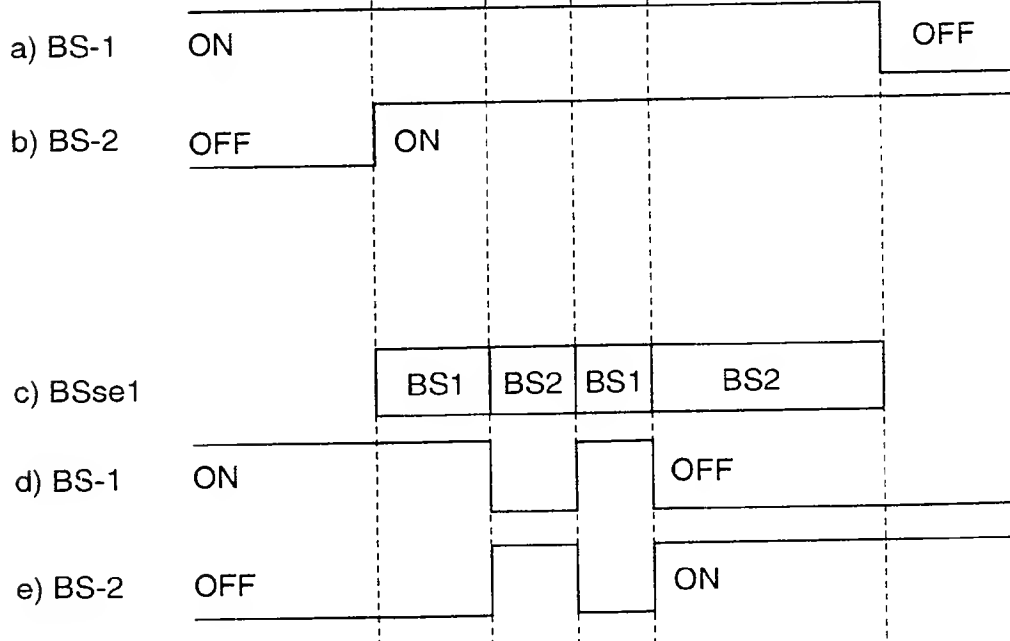 a) BS-1 ON OFF
b) BS-2 OFF ON
c) BSse1 BS1 BS2 BS1 BS2
d) BS-1 ON OFF
e) BS-2 OFF ON